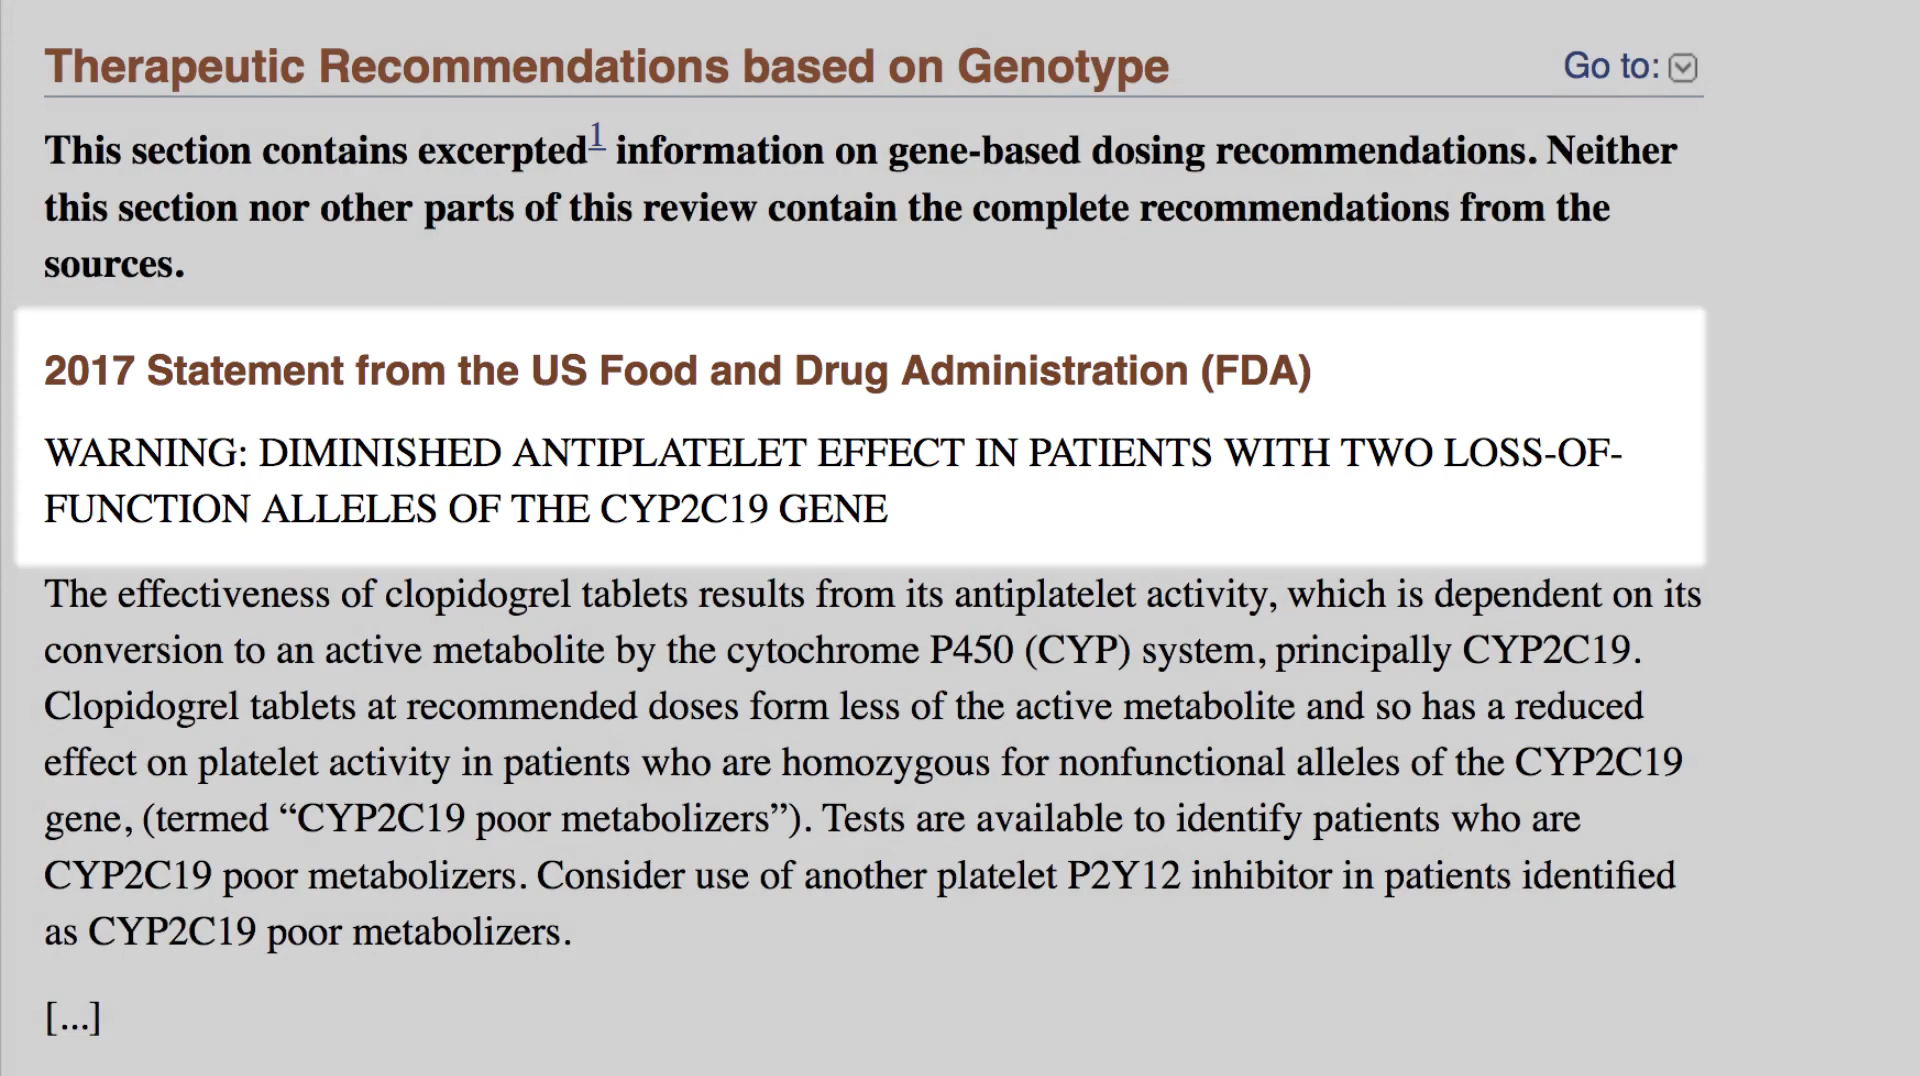 Therapeutic Recommendations based on Genotype
Go to:
This section contains excerpted1 information on gene-based dosing recommendations. Neither
this section nor other parts of this review contain the complete recommendations from the
sources.
2017 Statement from the US Food and Drug Administration (FDA)
WARNING: DIMINISHED ANTIPLATELET EFFECT IN PATIENTS WITH TWO LOSS-OF-
FUNCTION ALLELES OF THE CYP2C19 GENE
The effectiveness of clopidogrel tablets results from its antiplatelet activity, which is dependent on its
conversion to an active metabolite by the cytochrome P450 (CYP) system, principally CYP2C19.
Clopidogrel tablets at recommended doses form less of the active metabolite and so has a reduced
effect on platelet activity in patients who are homozygous for nonfunctional alleles of the CYP2C19
gene, (termed “CYP2C19 poor metabolizers”). Tests are available to identify patients who are
CYP2C19 poor metabolizers. Consider use of another platelet P2Y12 inhibitor in patients identified
as CYP2C19 poor metabolizers.
[...]